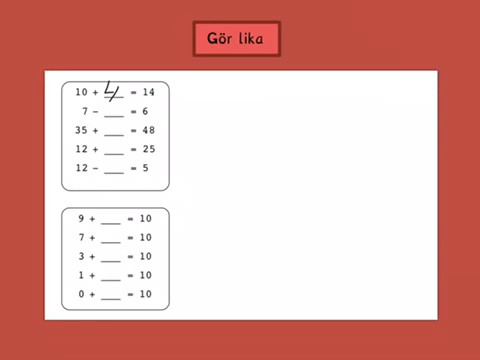 Gör lika
10 + 4 = 14
7 - ___ = 6
35 + ___ = 48
12 + ___ = 25
12 - ___ = 5
9 + ___ = 10
7 + ___ = 10
3 + ___ = 10
1 + ___ = 10
0 + ___ = 10